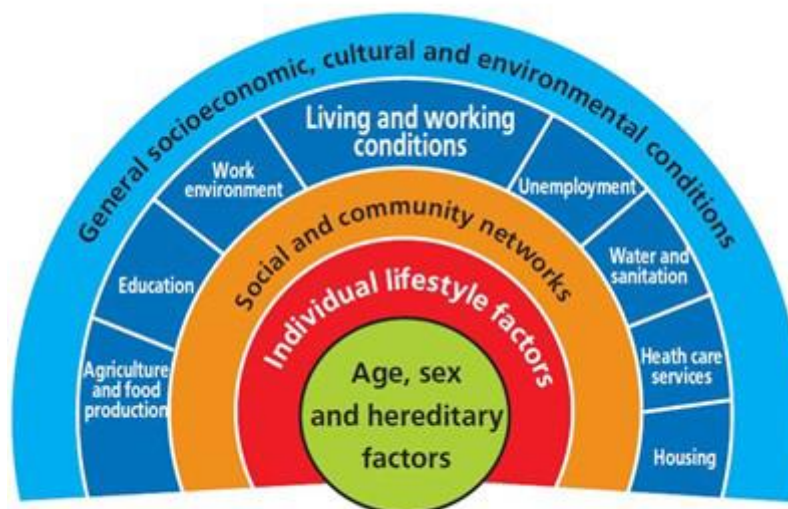 General socioeconomic, cultural and environmental conditions
Living and working
conditions
Work
environment
Unemployment
Education
Water and
sanitation
Agriculture
and food
production
Heath care
services
Housing
Social and community networks
Individual lifestyle factors
Age, sex
and hereditary
factors